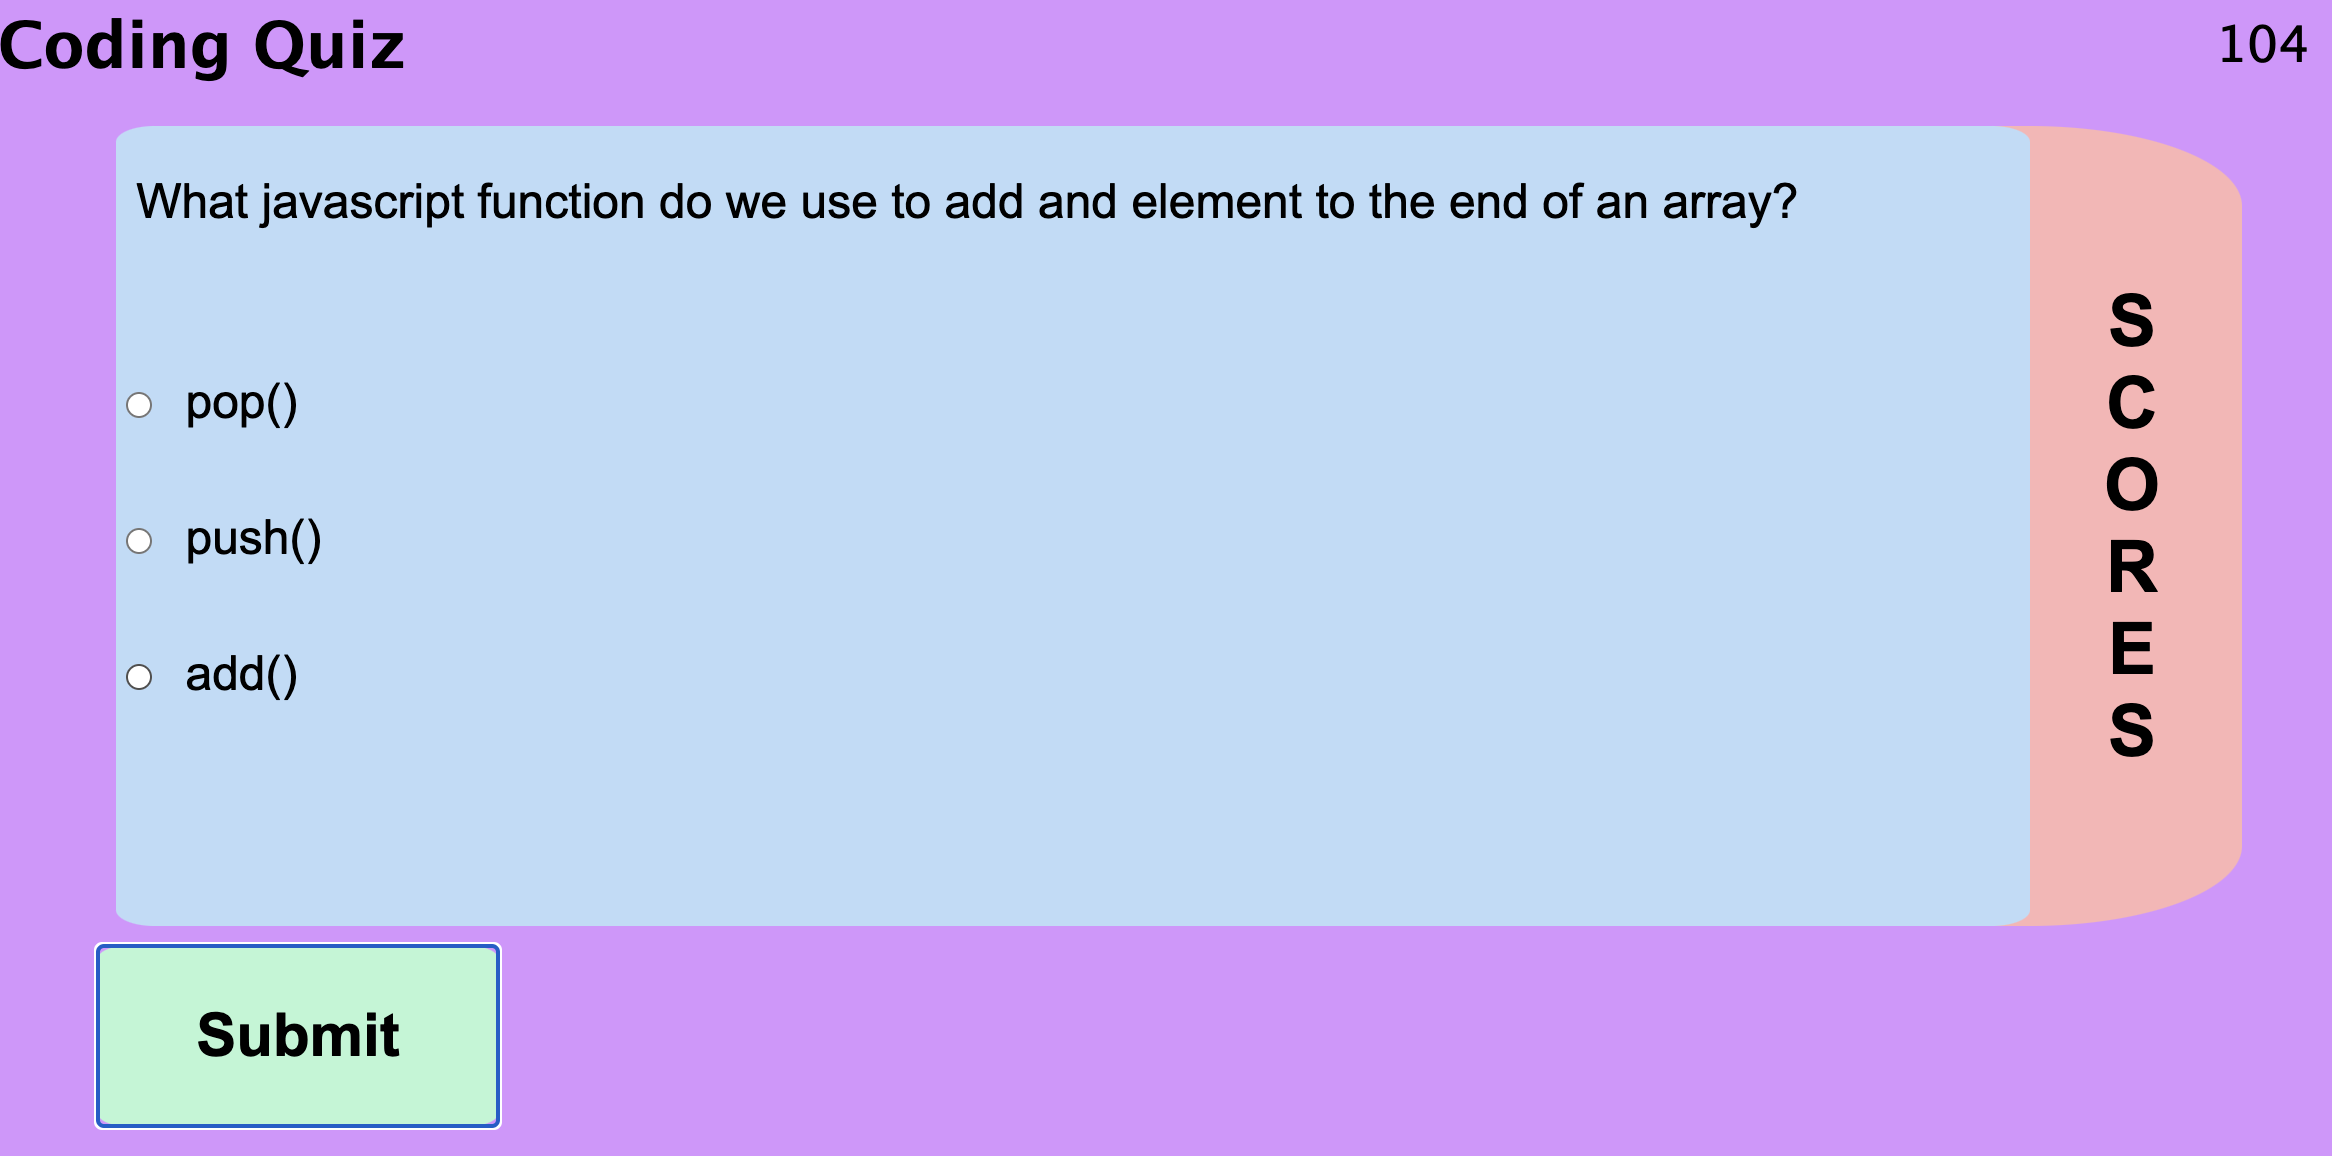 Coding Quiz
104
What javascript function do we use to add and element to the end of an array?
pop()
push()
add()
S
C
O
R
E
S
Submit